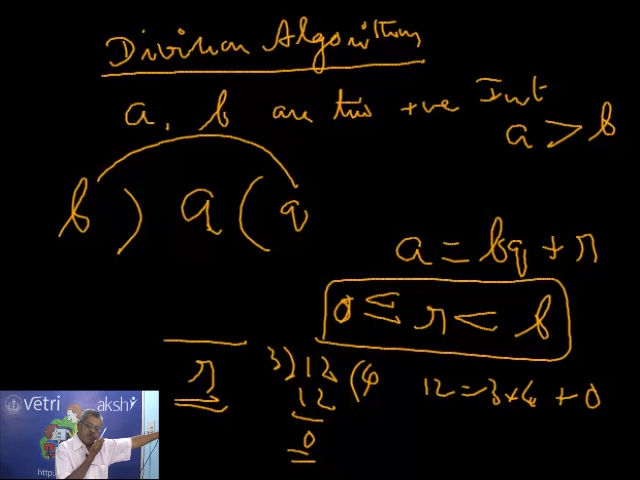 Division Algorithm
a, b are two +ve Int
a > b
b ) a ( q
a = bq + r
0 ≤ r < b
r
3) 12 (4
12
0
12 = 3 x 4 + 0
Vetri
akshi
http